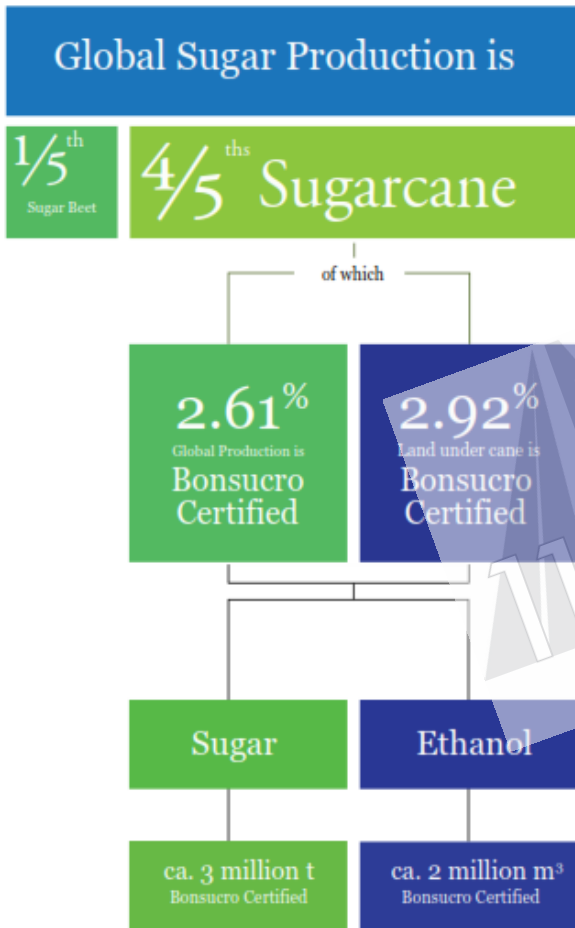 Global Sugar Production is
1/5th
Sugar Beet
4/5ths Sugarcane
of which
2.61%
Global Production is
Bonsucro
Certified
2.92%
Land under cane is
Bonsucro
Certified
Sugar
Ethanol
ca. 3 million t
Bonsucro Certified
ca. 2 million m³
Bonsucro Certified